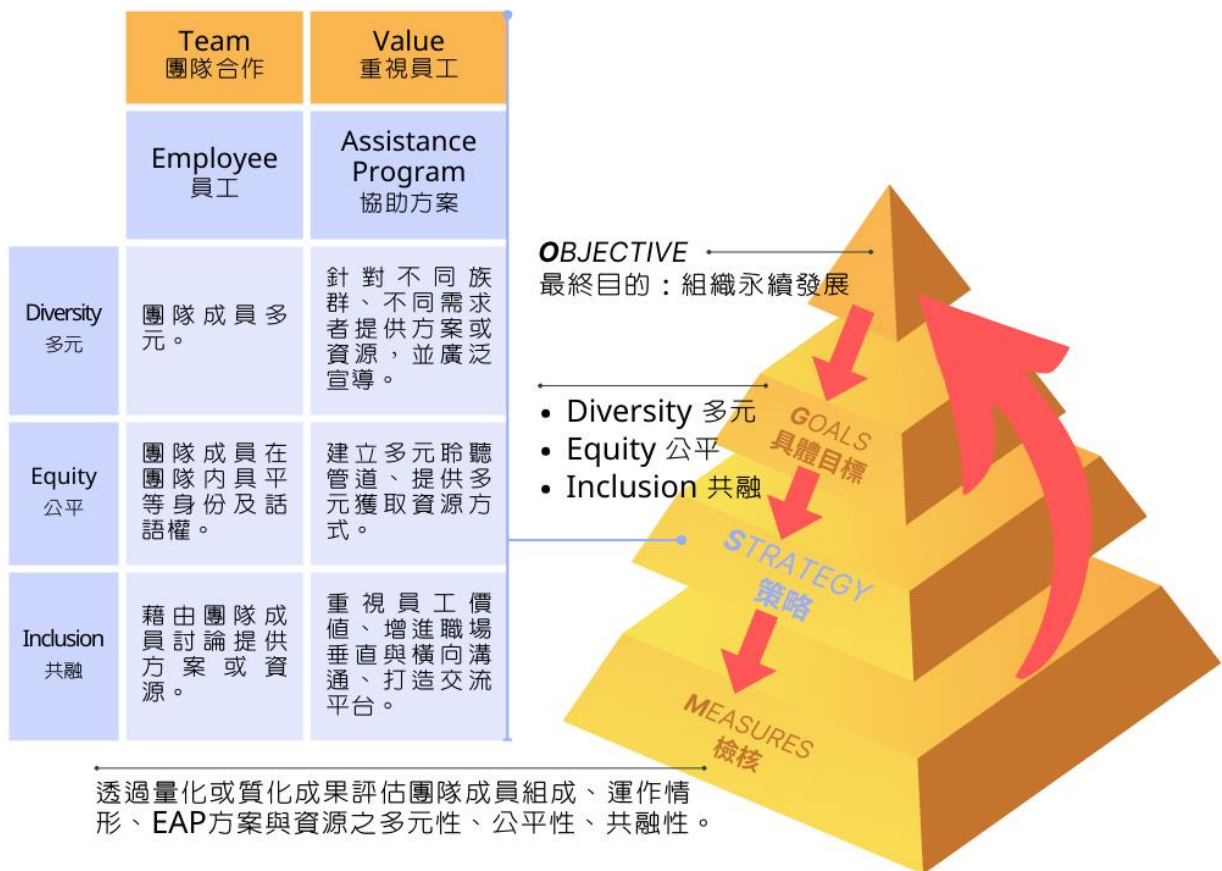 Team
團隊合作
Value
重視員工
Employee
員工
Assistance
Program
協助方案
Diversity
多元
團隊成員多
元。
針對不同族
群、不同需求
者提供方案或
資源，並廣泛
宣導。
Equity
公平
團隊成員在
團隊内具平
等身份及話
語權。
建立多元聆聽
管道、提供多
元獲取資源方
式。
Inclusion
共融
藉由團隊成
員討論提供
方案或資
源。
重視員工價
值、增進職場
垂直與橫向溝
通、打造交流
平台。
OBJECTIVE
最終目的：組織永續發展
• Diversity 多元
• Equity 公平
• Inclusion 共融
GOALS
具體目標
STRATEGY
策略
MEASURES
檢核
透過量化或質化成果評估團隊成員組成、運作情
形、EAP方案與資源之多元性、公平性、共融性。